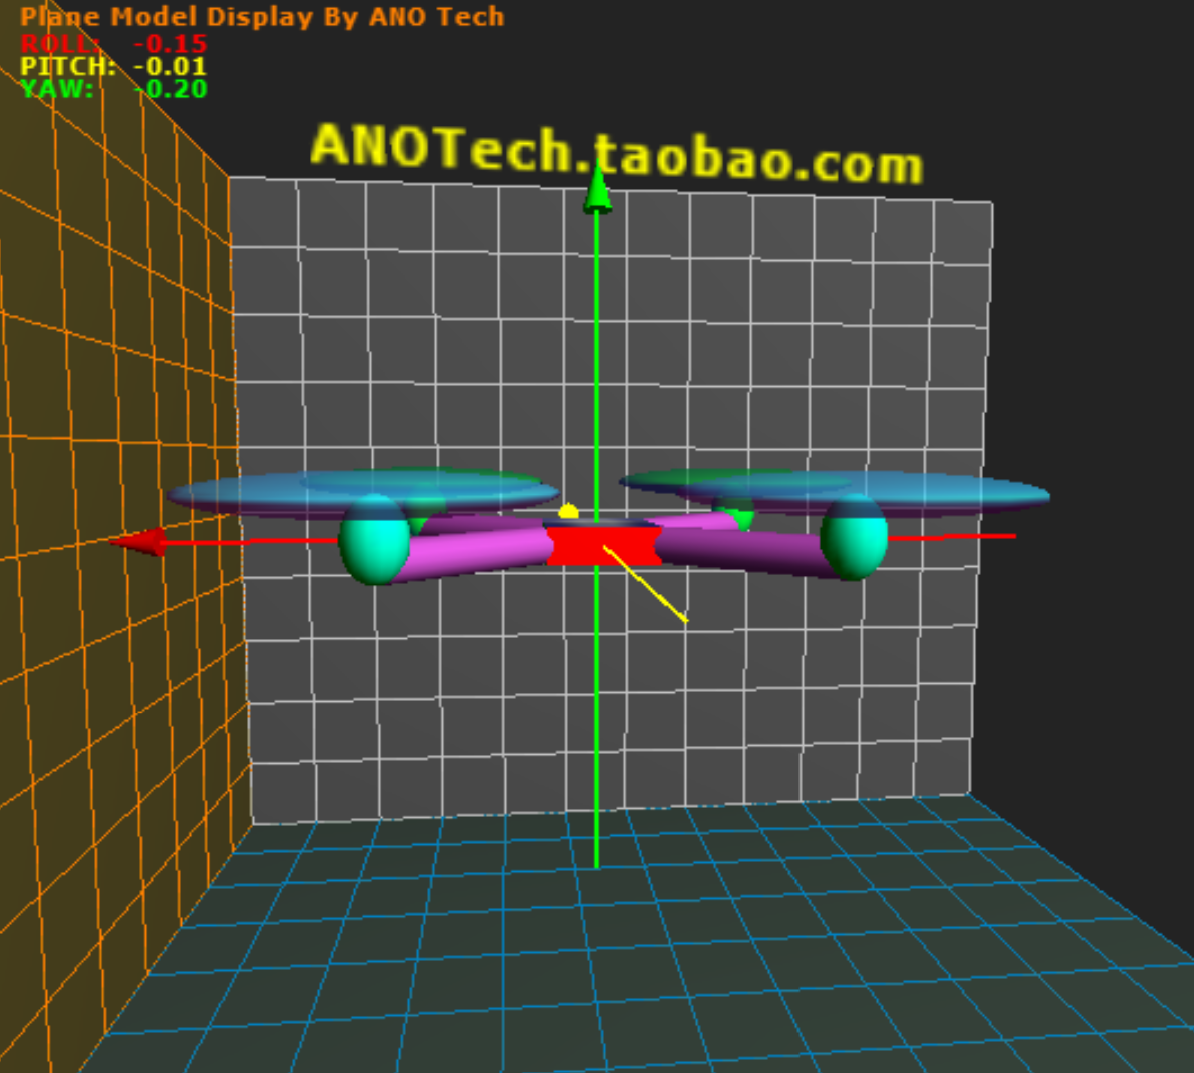 Plane Model Display By ANO Tech
ROLL: -0.15
PITCH: -0.01
YAW: -0.20
ANOTech.taobao.com